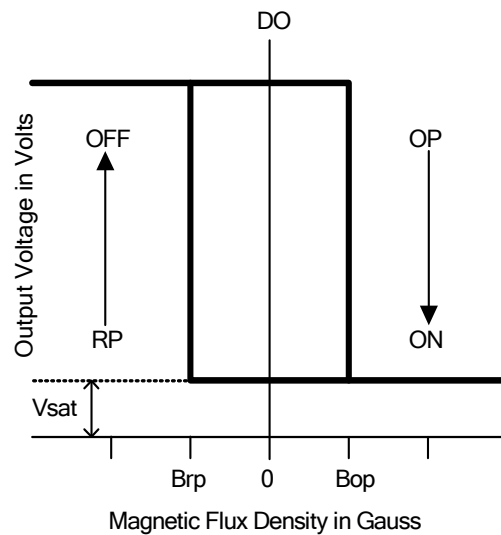 DO
Output Voltage in Volts
OFF
OP
RP
ON
Vsat
Brp
0
Bop
Magnetic Flux Density in Gauss